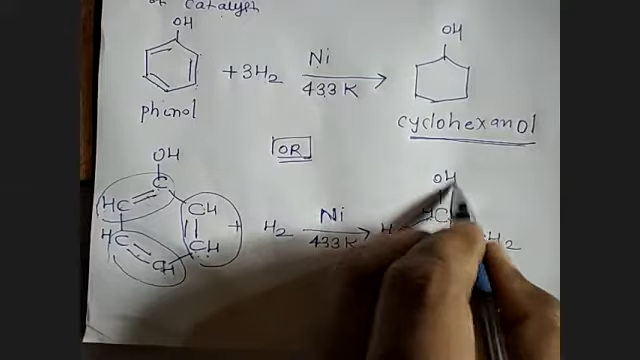 of catalyst
OH
+ 3H2 Ni 433 K
OH
phinol
cyclohexanol
OR
OH
C
HC CH
HC CH
CH
+ H2 Ni 433 K
OH
HC
H2